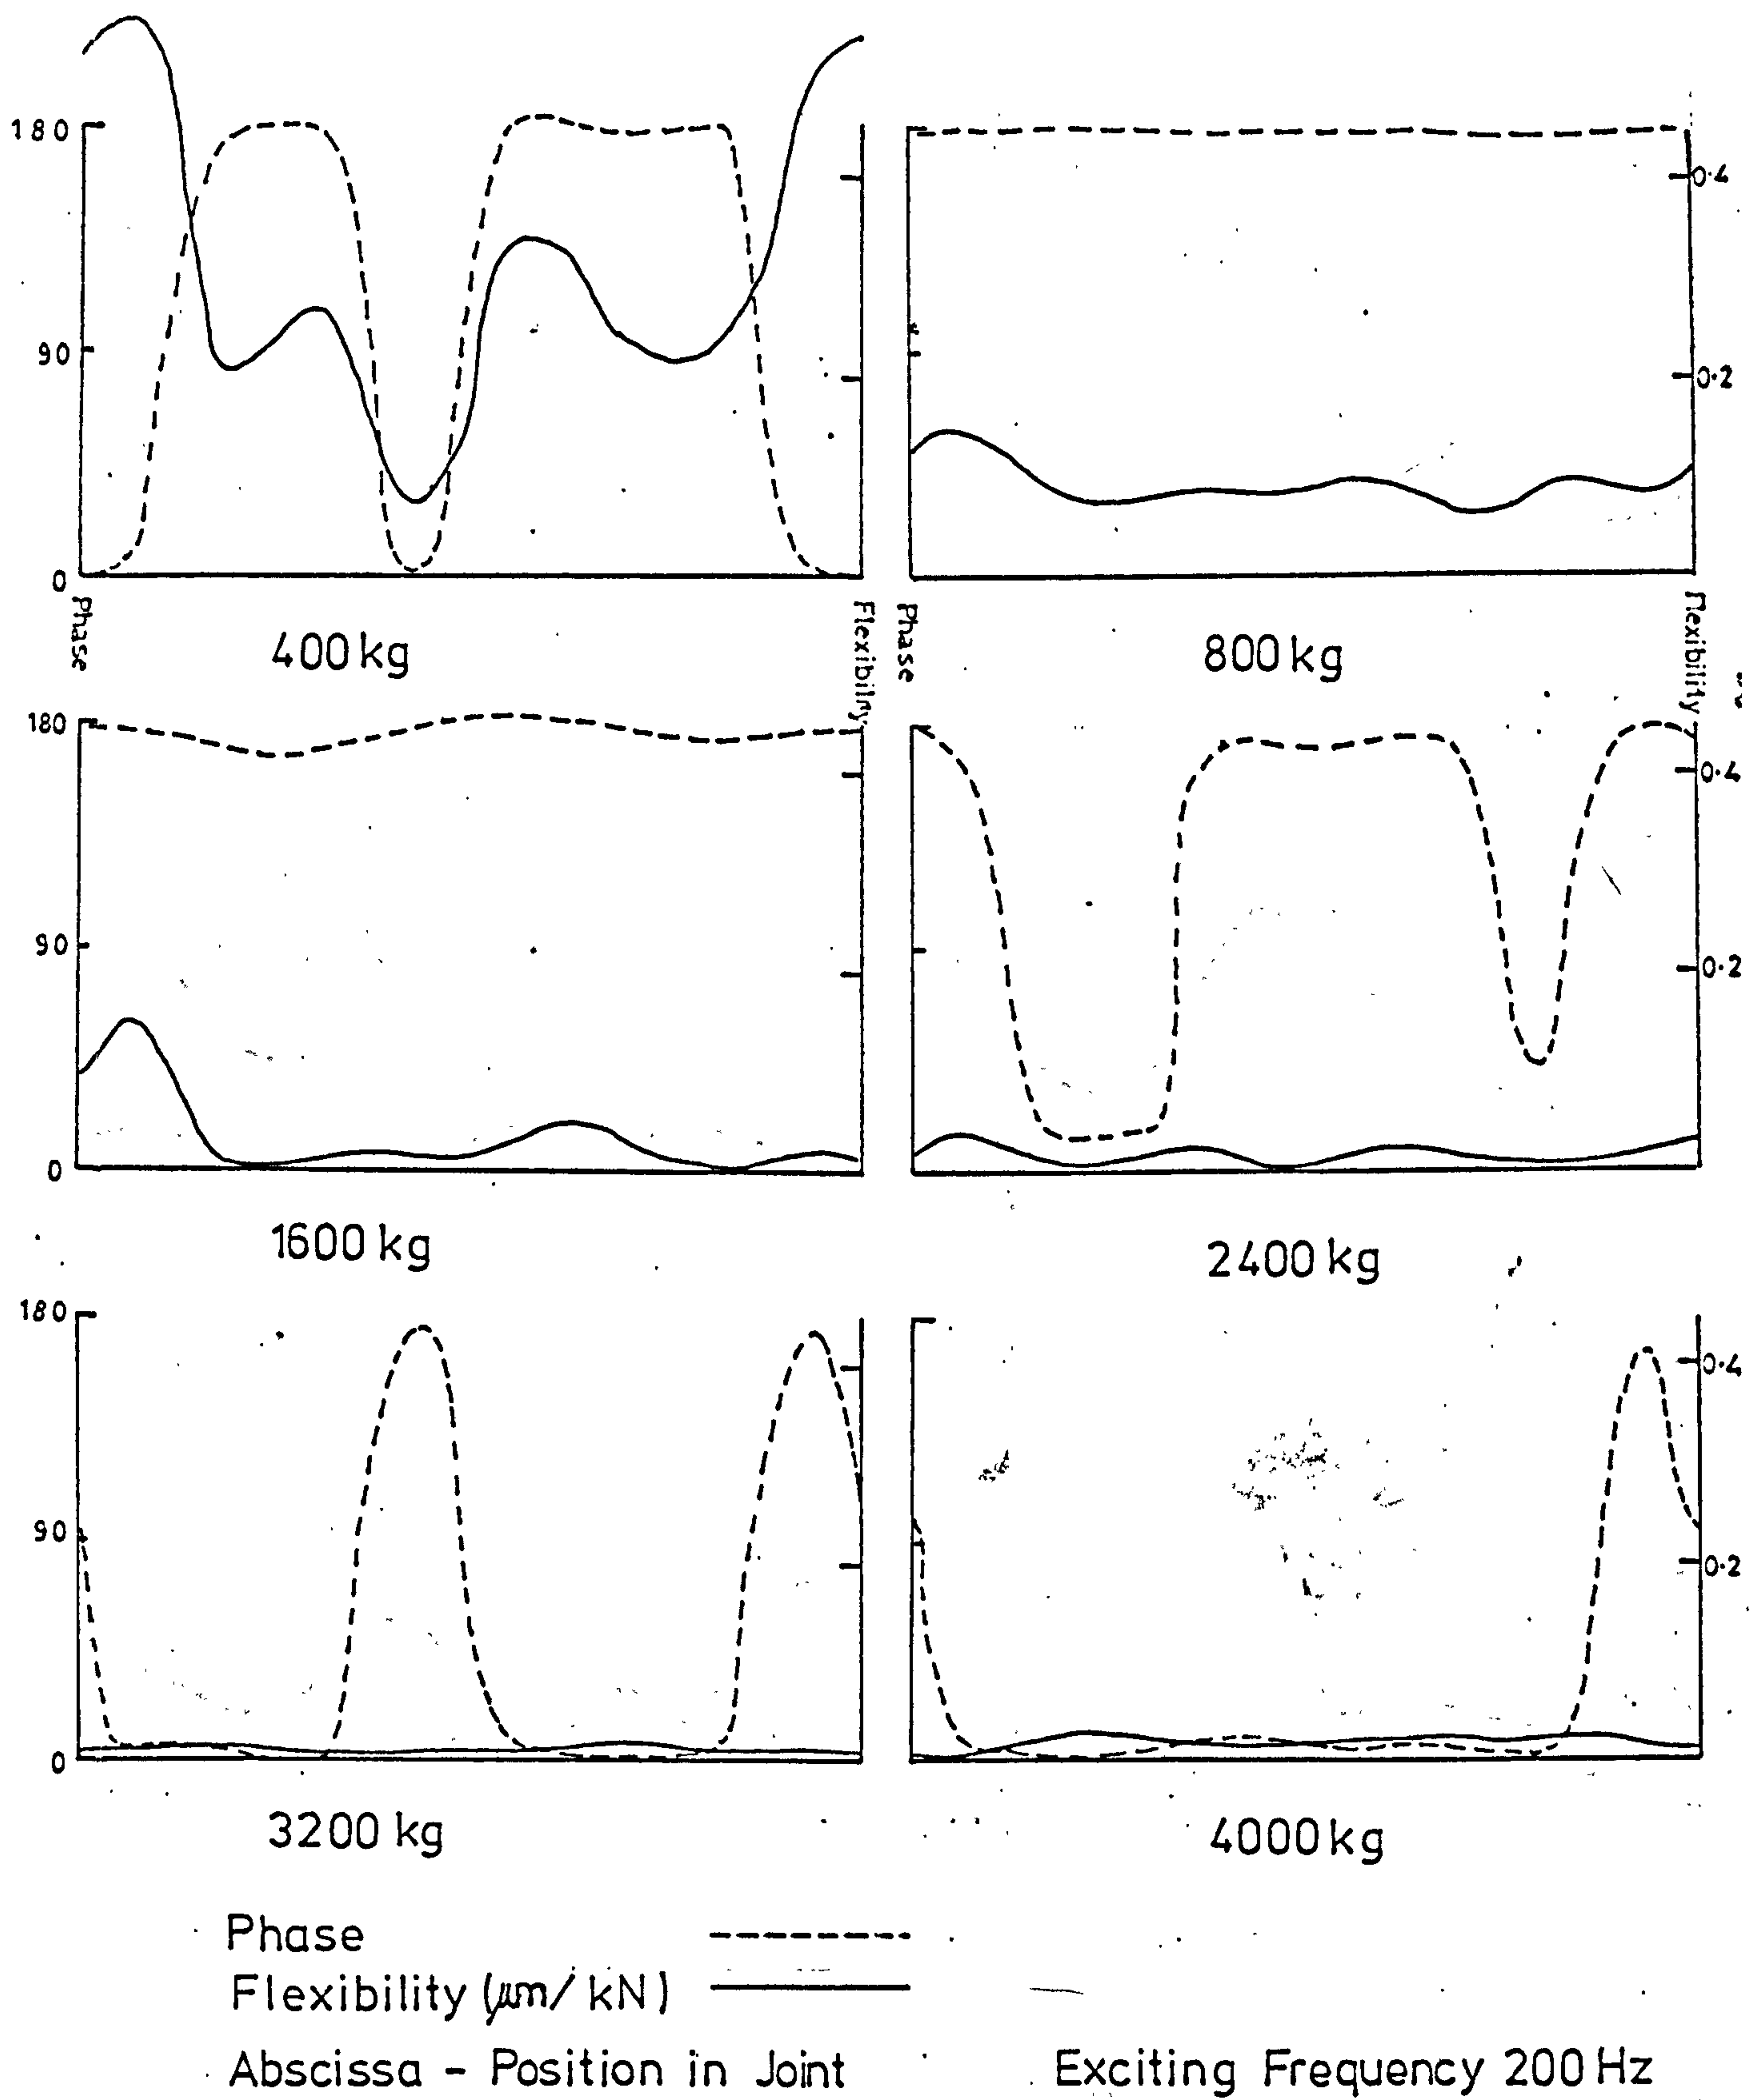 180
90
0
Phase
Flexibility
400 kg
0.4
0.2
Phase
Flexibility
800 kg
180
90
0
1600 kg
0.4
0.2
2400 kg
180
90
0
3200 kg
0.4
0.2
4000 kg
Phase
Flexibility (μm/kN)
Abscissa - Position in Joint
Exciting Frequency 200 Hz